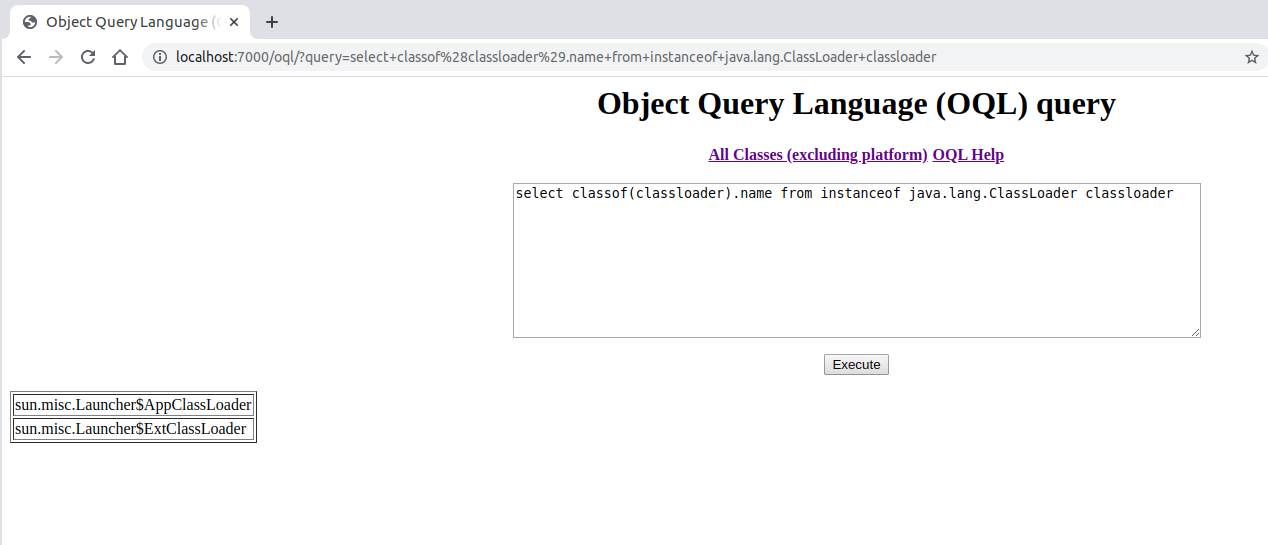 Object Query Language (
localhost:7000/oql/?query=select+classof%28classloader%29.name+from+instanceof+java.lang.ClassLoader+classloader
Object Query Language (OQL) query
All Classes (excluding platform) OQL Help
select classof(classloader).name from instanceof java.lang.ClassLoader classloader
Execute
sun.misc.Launcher$AppClassLoader
sun.misc.Launcher$ExtClassLoader